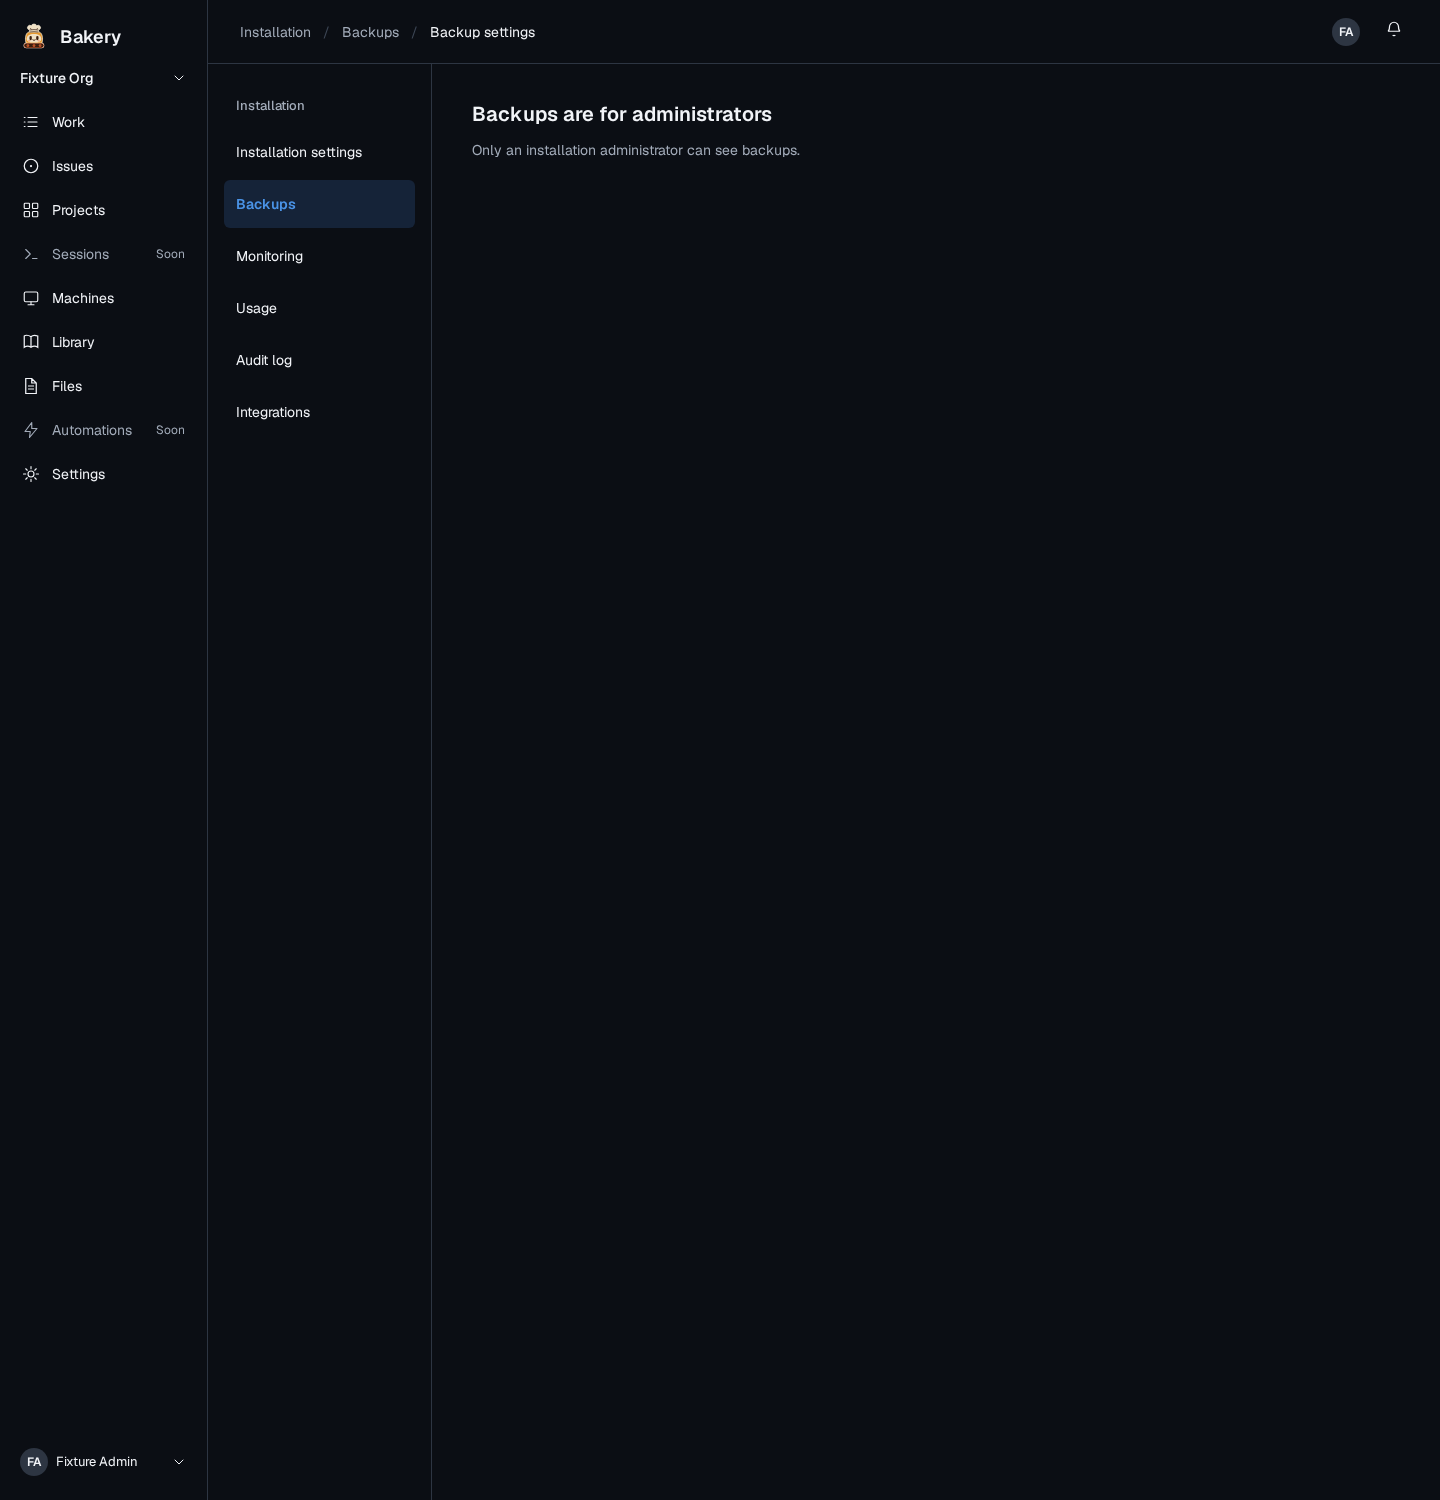 Bakery
Fixture Org
Work
Issues
Projects
Sessions Soon
Machines
Library
Files
Automations Soon
Settings
FA Fixture Admin
Installation / Backups / Backup settings
FA
Installation
Installation settings
Backups
Monitoring
Usage
Audit log
Integrations
Backups are for administrators
Only an installation administrator can see backups.